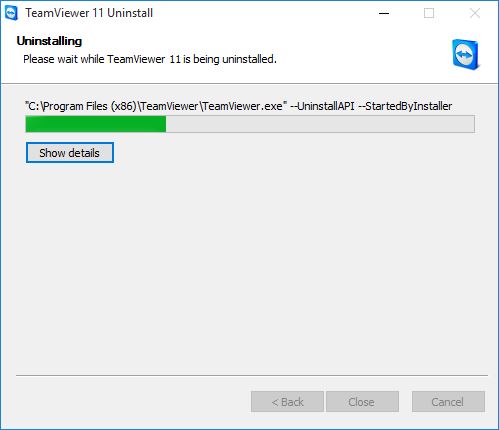 TeamViewer 11 Uninstall
Uninstalling
Please wait while TeamViewer 11 is being uninstalled.
"C:\Program Files (x86)\TeamViewer\TeamViewer.exe" --UninstallAPI --StartedByInstaller
Show details
< Back Close Cancel